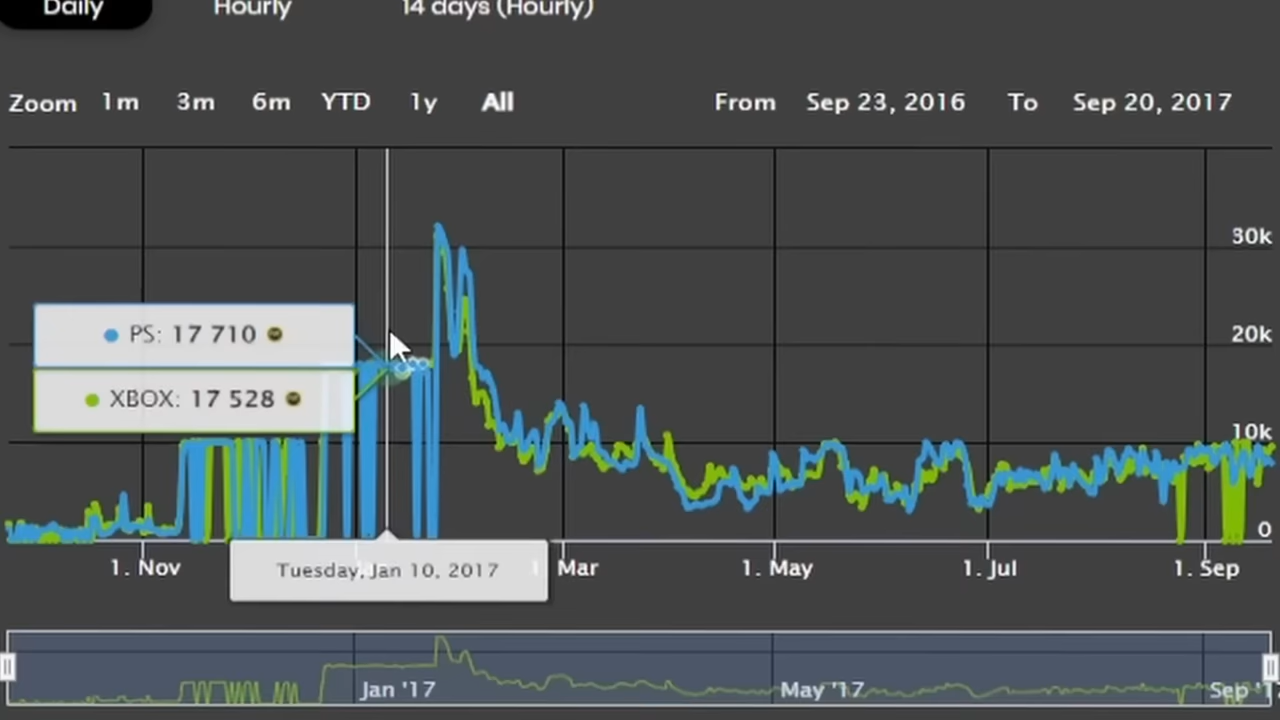 Daily Hourly 14 days (Hourly)
Zoom 1m 3m 6m YTD 1y All From Sep 23, 2016 To Sep 20, 2017
30k
PS: 17 710
20k
XBOX: 17 528
10k
0
1. Nov Mar 1. May 1. Jul 1. Sep
Tuesday, Jan 10, 2017
Jan '17 May '17 Sep '1